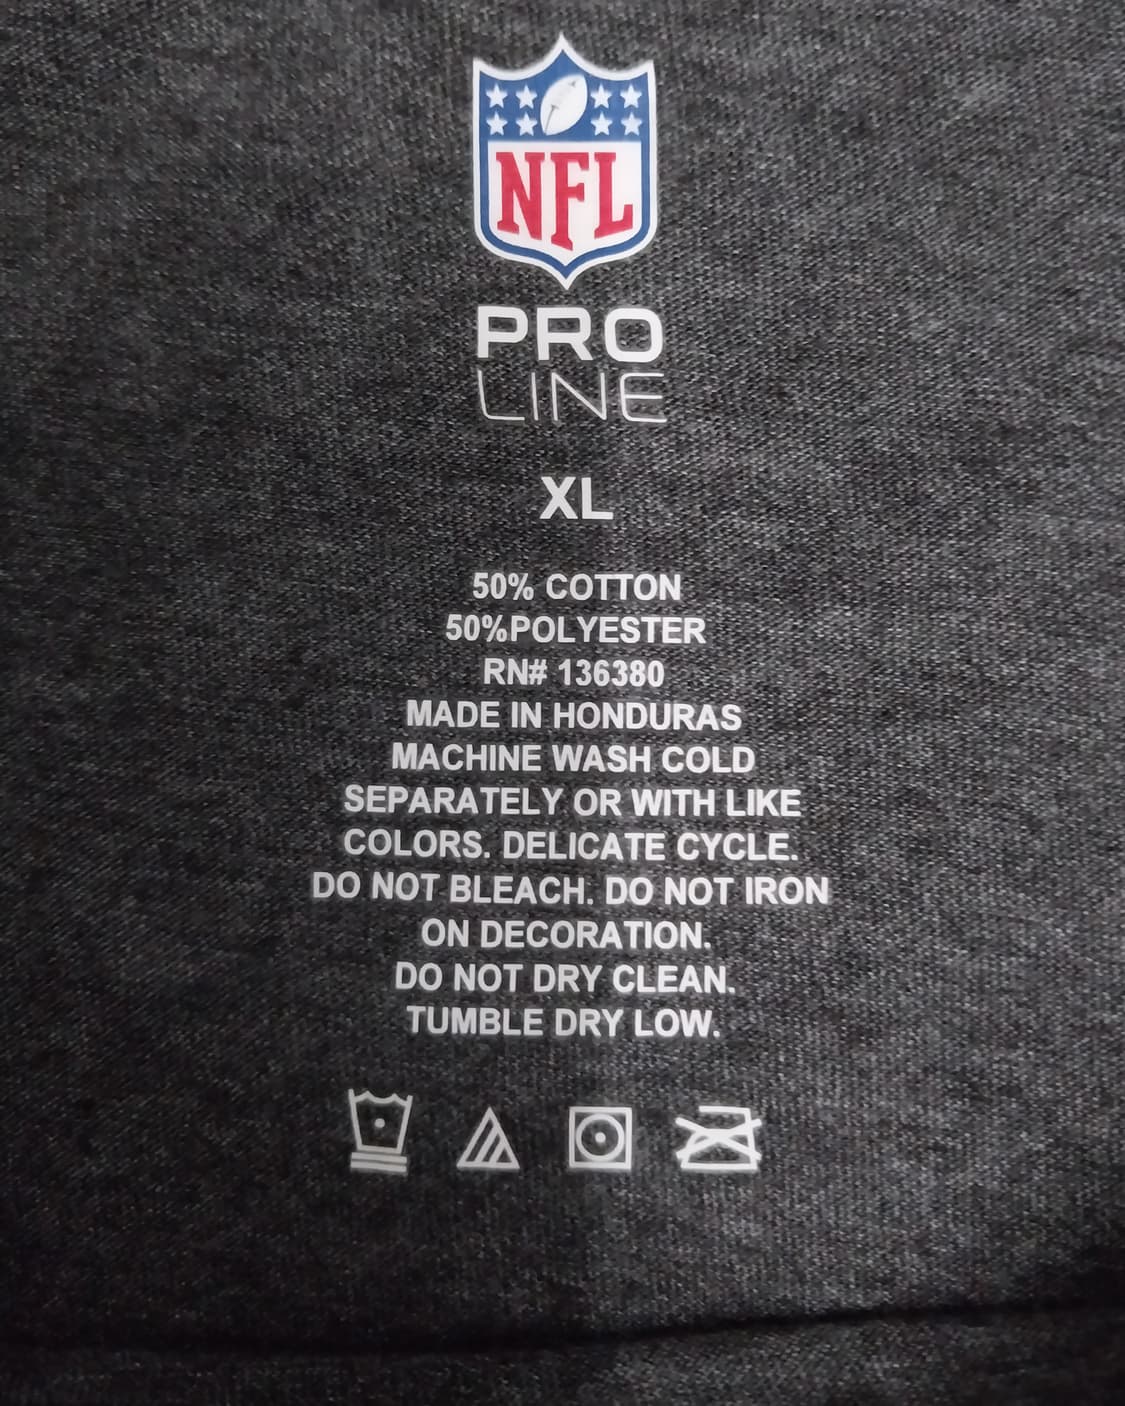 NFL
PRO
LINE
XL
50% COTTON
50%POLYESTER
RN# 136380
MADE IN HONDURAS
MACHINE WASH COLD
SEPARATELY OR WITH LIKE
COLORS. DELICATE CYCLE.
DO NOT BLEACH. DO NOT IRON
ON DECORATION.
DO NOT DRY CLEAN.
TUMBLE DRY LOW.